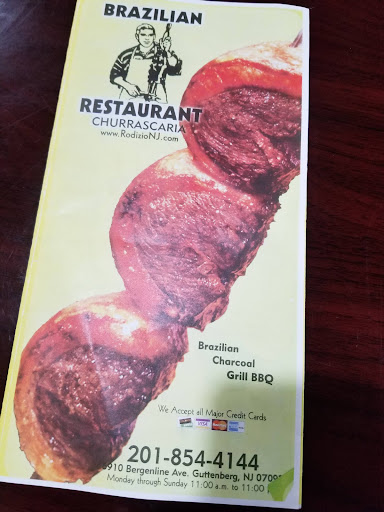 BRAZILIAN
RESTAURANT
CHURRASCARIA
www.RodizioNJ.com
Brazilian
Charcoal
Grill BBQ
We Accept all Major Credit Cards
VISA
201-854-4144
Bergenline Ave. Guttenberg, NJ
Monday through Sunday 11:00 a.m. to 11:00